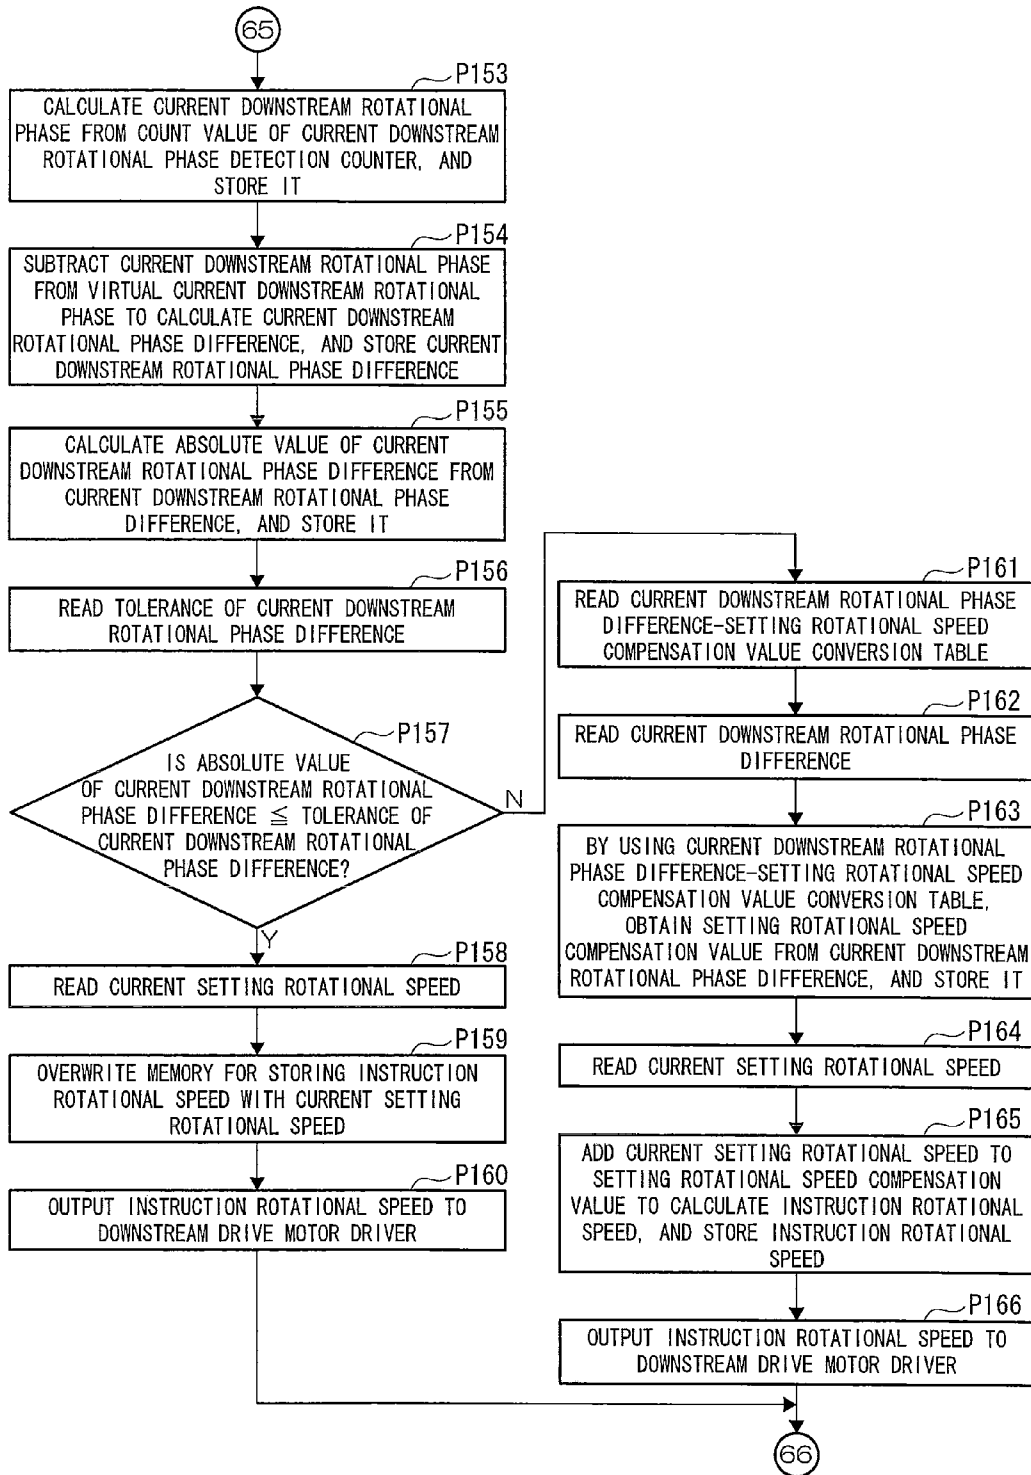 65
P153
CALCULATE CURRENT DOWNSTREAM ROTATIONAL
PHASE FROM COUNT VALUE OF CURRENT DOWNSTREAM
ROTATIONAL PHASE DETECTION COUNTER, AND
STORE IT
P154
SUBTRACT CURRENT DOWNSTREAM ROTATIONAL PHASE
FROM VIRTUAL CURRENT DOWNSTREAM ROTATIONAL
PHASE TO CALCULATE CURRENT DOWNSTREAM
ROTATIONAL PHASE DIFFERENCE, AND STORE CURRENT
DOWNSTREAM ROTATIONAL PHASE DIFFERENCE
P155
CALCULATE ABSOLUTE VALUE OF CURRENT
DOWNSTREAM ROTATIONAL PHASE DIFFERENCE FROM
CURRENT DOWNSTREAM ROTATIONAL PHASE
DIFFERENCE, AND STORE IT
P156
READ TOLERANCE OF CURRENT DOWNSTREAM
ROTATIONAL PHASE DIFFERENCE
P157
IS ABSOLUTE VALUE
OF CURRENT DOWNSTREAM ROTATIONAL
PHASE DIFFERENCE ≦ TOLERANCE OF
CURRENT DOWNSTREAM ROTATIONAL
PHASE DIFFERENCE?
N
Y
P158
READ CURRENT SETTING ROTATIONAL SPEED
P159
OVERWRITE MEMORY FOR STORING INSTRUCTION
ROTATIONAL SPEED WITH CURRENT SETTING
ROTATIONAL SPEED
P160
OUTPUT INSTRUCTION ROTATIONAL SPEED TO
DOWNSTREAM DRIVE MOTOR DRIVER
P161
READ CURRENT DOWNSTREAM ROTATIONAL PHASE
DIFFERENCE-SETTING ROTATIONAL SPEED
COMPENSATION VALUE CONVERSION TABLE
P162
READ CURRENT DOWNSTREAM ROTATIONAL PHASE
DIFFERENCE
P163
BY USING CURRENT DOWNSTREAM ROTATIONAL
PHASE DIFFERENCE-SETTING ROTATIONAL SPEED
COMPENSATION VALUE CONVERSION TABLE,
OBTAIN SETTING ROTATIONAL SPEED
COMPENSATION VALUE FROM CURRENT DOWNSTREAM
ROTATIONAL PHASE DIFFERENCE, AND STORE IT
P164
READ CURRENT SETTING ROTATIONAL SPEED
P165
ADD CURRENT SETTING ROTATIONAL SPEED TO
SETTING ROTATIONAL SPEED COMPENSATION
VALUE TO CALCULATE INSTRUCTION ROTATIONAL
SPEED, AND STORE INSTRUCTION ROTATIONAL
SPEED
P166
OUTPUT INSTRUCTION ROTATIONAL SPEED TO
DOWNSTREAM DRIVE MOTOR DRIVER
66